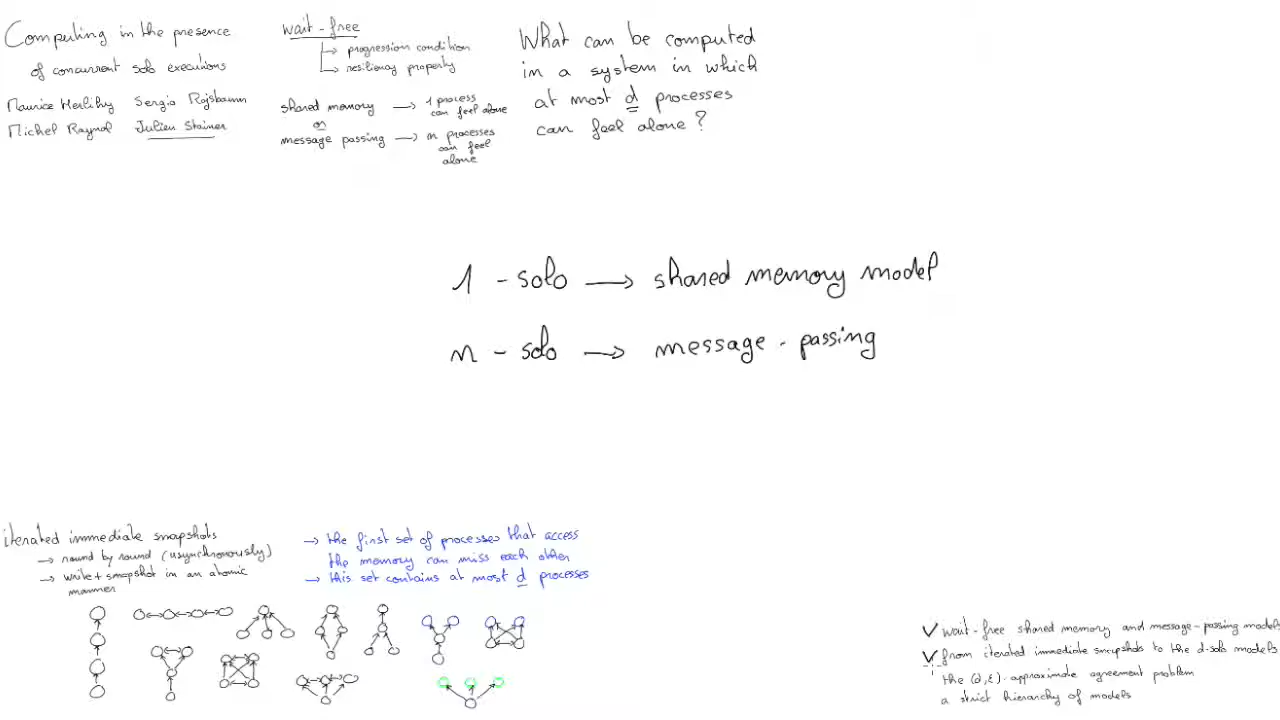 Computing in the presence
of concurrent solo executions
Maurice Herlihy Sergio Rajsbaum
Michel Raynal Julien Stainer
wait-free
progression condition
resiliency property
shared memory → 1 process
can feel alone
or
message passing → n processes
can feel
alone
What can be computed
in a system in which
at most d processes
can feel alone?
1 - solo → shared memory model
n - solo → message - passing
iterated immediate snapshots
→ round by round (asynchronously)
→ write + snapshot in an atomic
manner
→ the first set of processes that access
the memory can miss each other
→ this set contains at most d processes
✓ wait-free shared memory and message-passing models
✓ from iterated immediate snapshots to the d-solo models
the (d,ε)-approximate agreement problem
a strict hierarchy of models